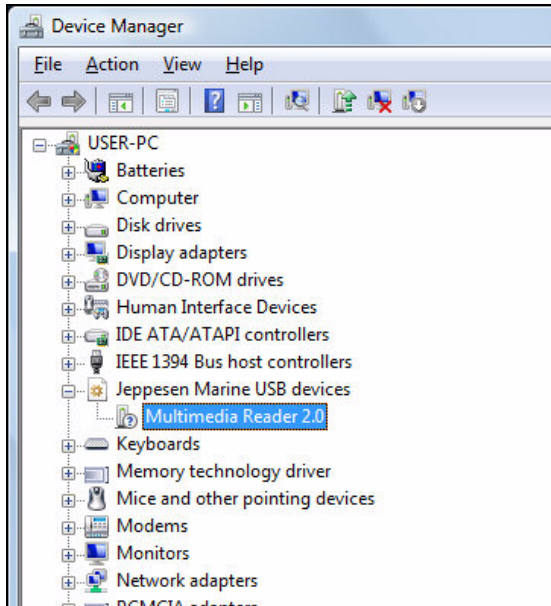 Device Manager
File Action View Help
USER-PC
Batteries
Computer
Disk drives
Display adapters
DVD/CD-ROM drives
Human Interface Devices
IDE ATA/ATAPI controllers
IEEE 1394 Bus host controllers
Jeppesen Marine USB devices
Multimedia Reader 2.0
Keyboards
Memory technology driver
Mice and other pointing devices
Modems
Monitors
Network adapters
PCMCIA adapters